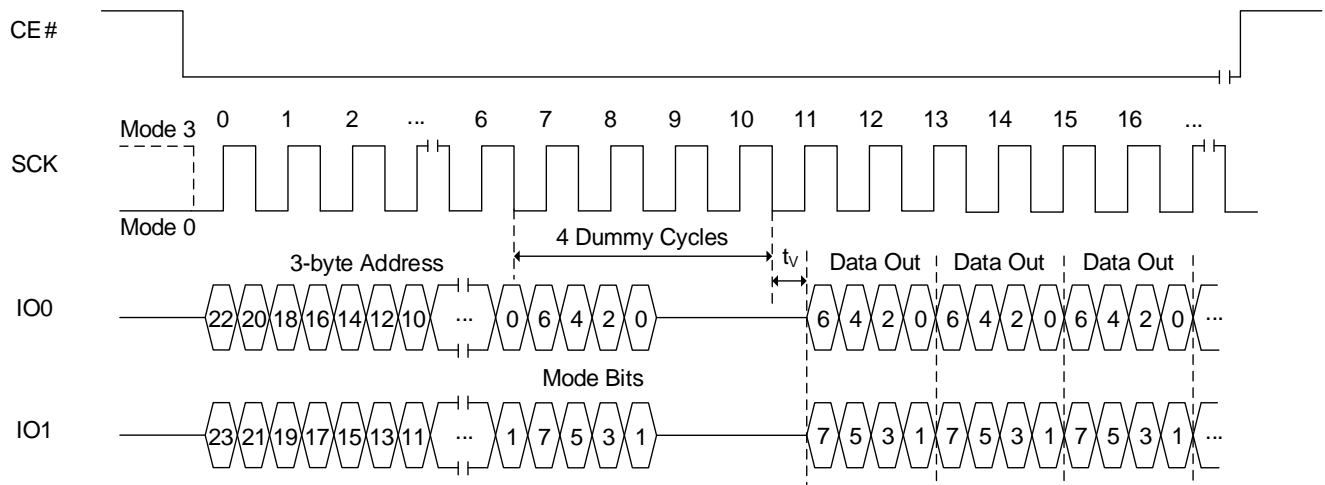 CE#
0 1 2 ... 6 7 8 9 10 11 12 13 14 15 16 ...
Mode 3
SCK
Mode 0
4 Dummy Cycles
3-byte Address
tV
Data Out Data Out Data Out
IO0
22 20 18 16 14 12 10 ... 0 6 4 2 0 6 4 2 0 6 4 2 0 6 4 2 0 ...
Mode Bits
IO1
23 21 19 17 15 13 11 ... 1 7 5 3 1 7 5 3 1 7 5 3 1 7 5 3 1 ...